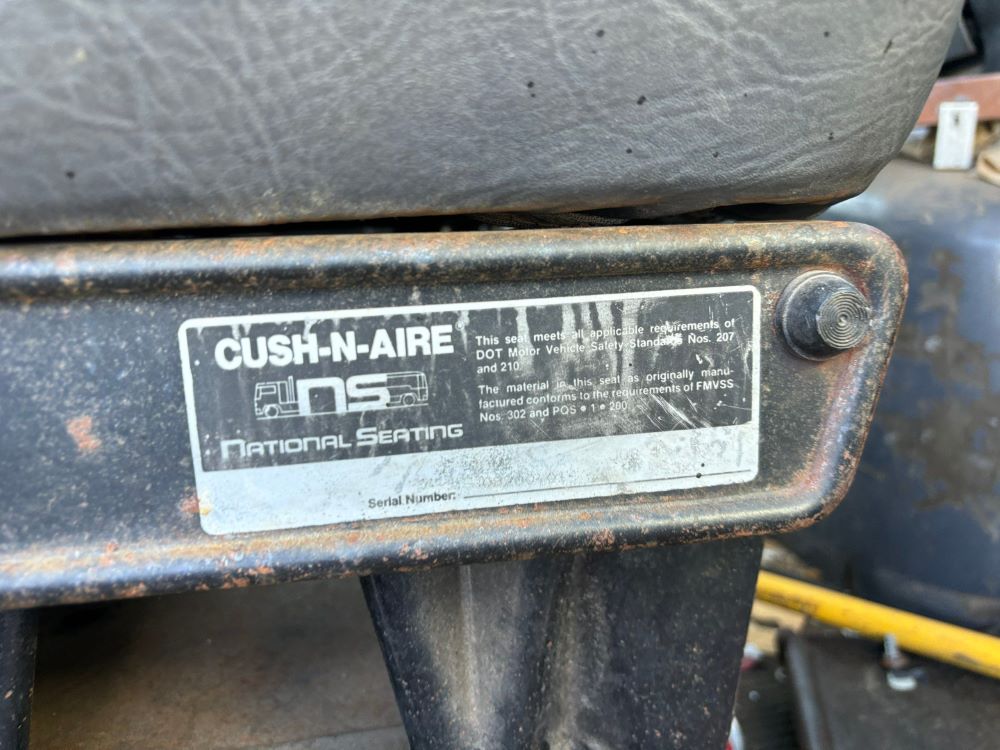 CUSH-N-AIRE®
NS
NATIONAL SEATING
This seat meets all applicable requirements of
DOT Motor Vehicle Safety Standards Nos. 207
and 210.
The material in this seat as originally manu-
factured conforms to the requirements of FMVSS
Nos. 302 and PQS • 1 • 200.
Serial Number: